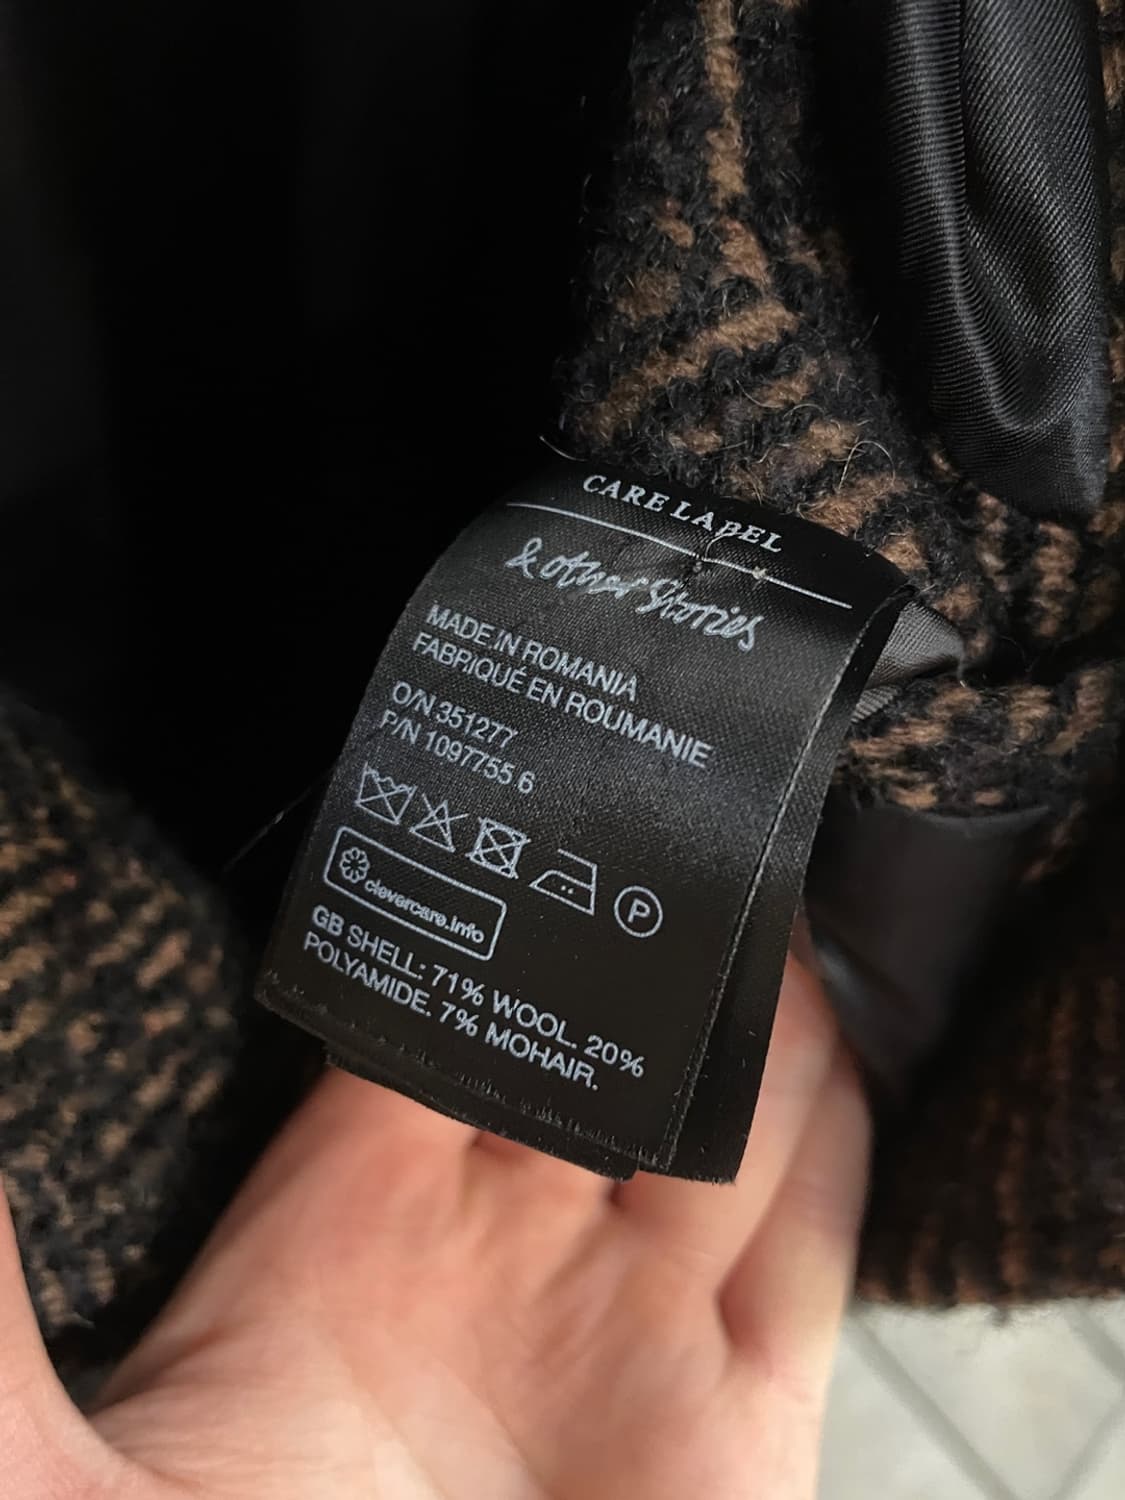 CARE LABEL
& other Stories
MADE IN ROMANIA
FABRIQUÉ EN ROUMANIE
O/N 351277
P/N 1097755 6
P
clevercare.info
GB SHELL: 71% WOOL. 20%
POLYAMIDE. 7% MOHAIR.